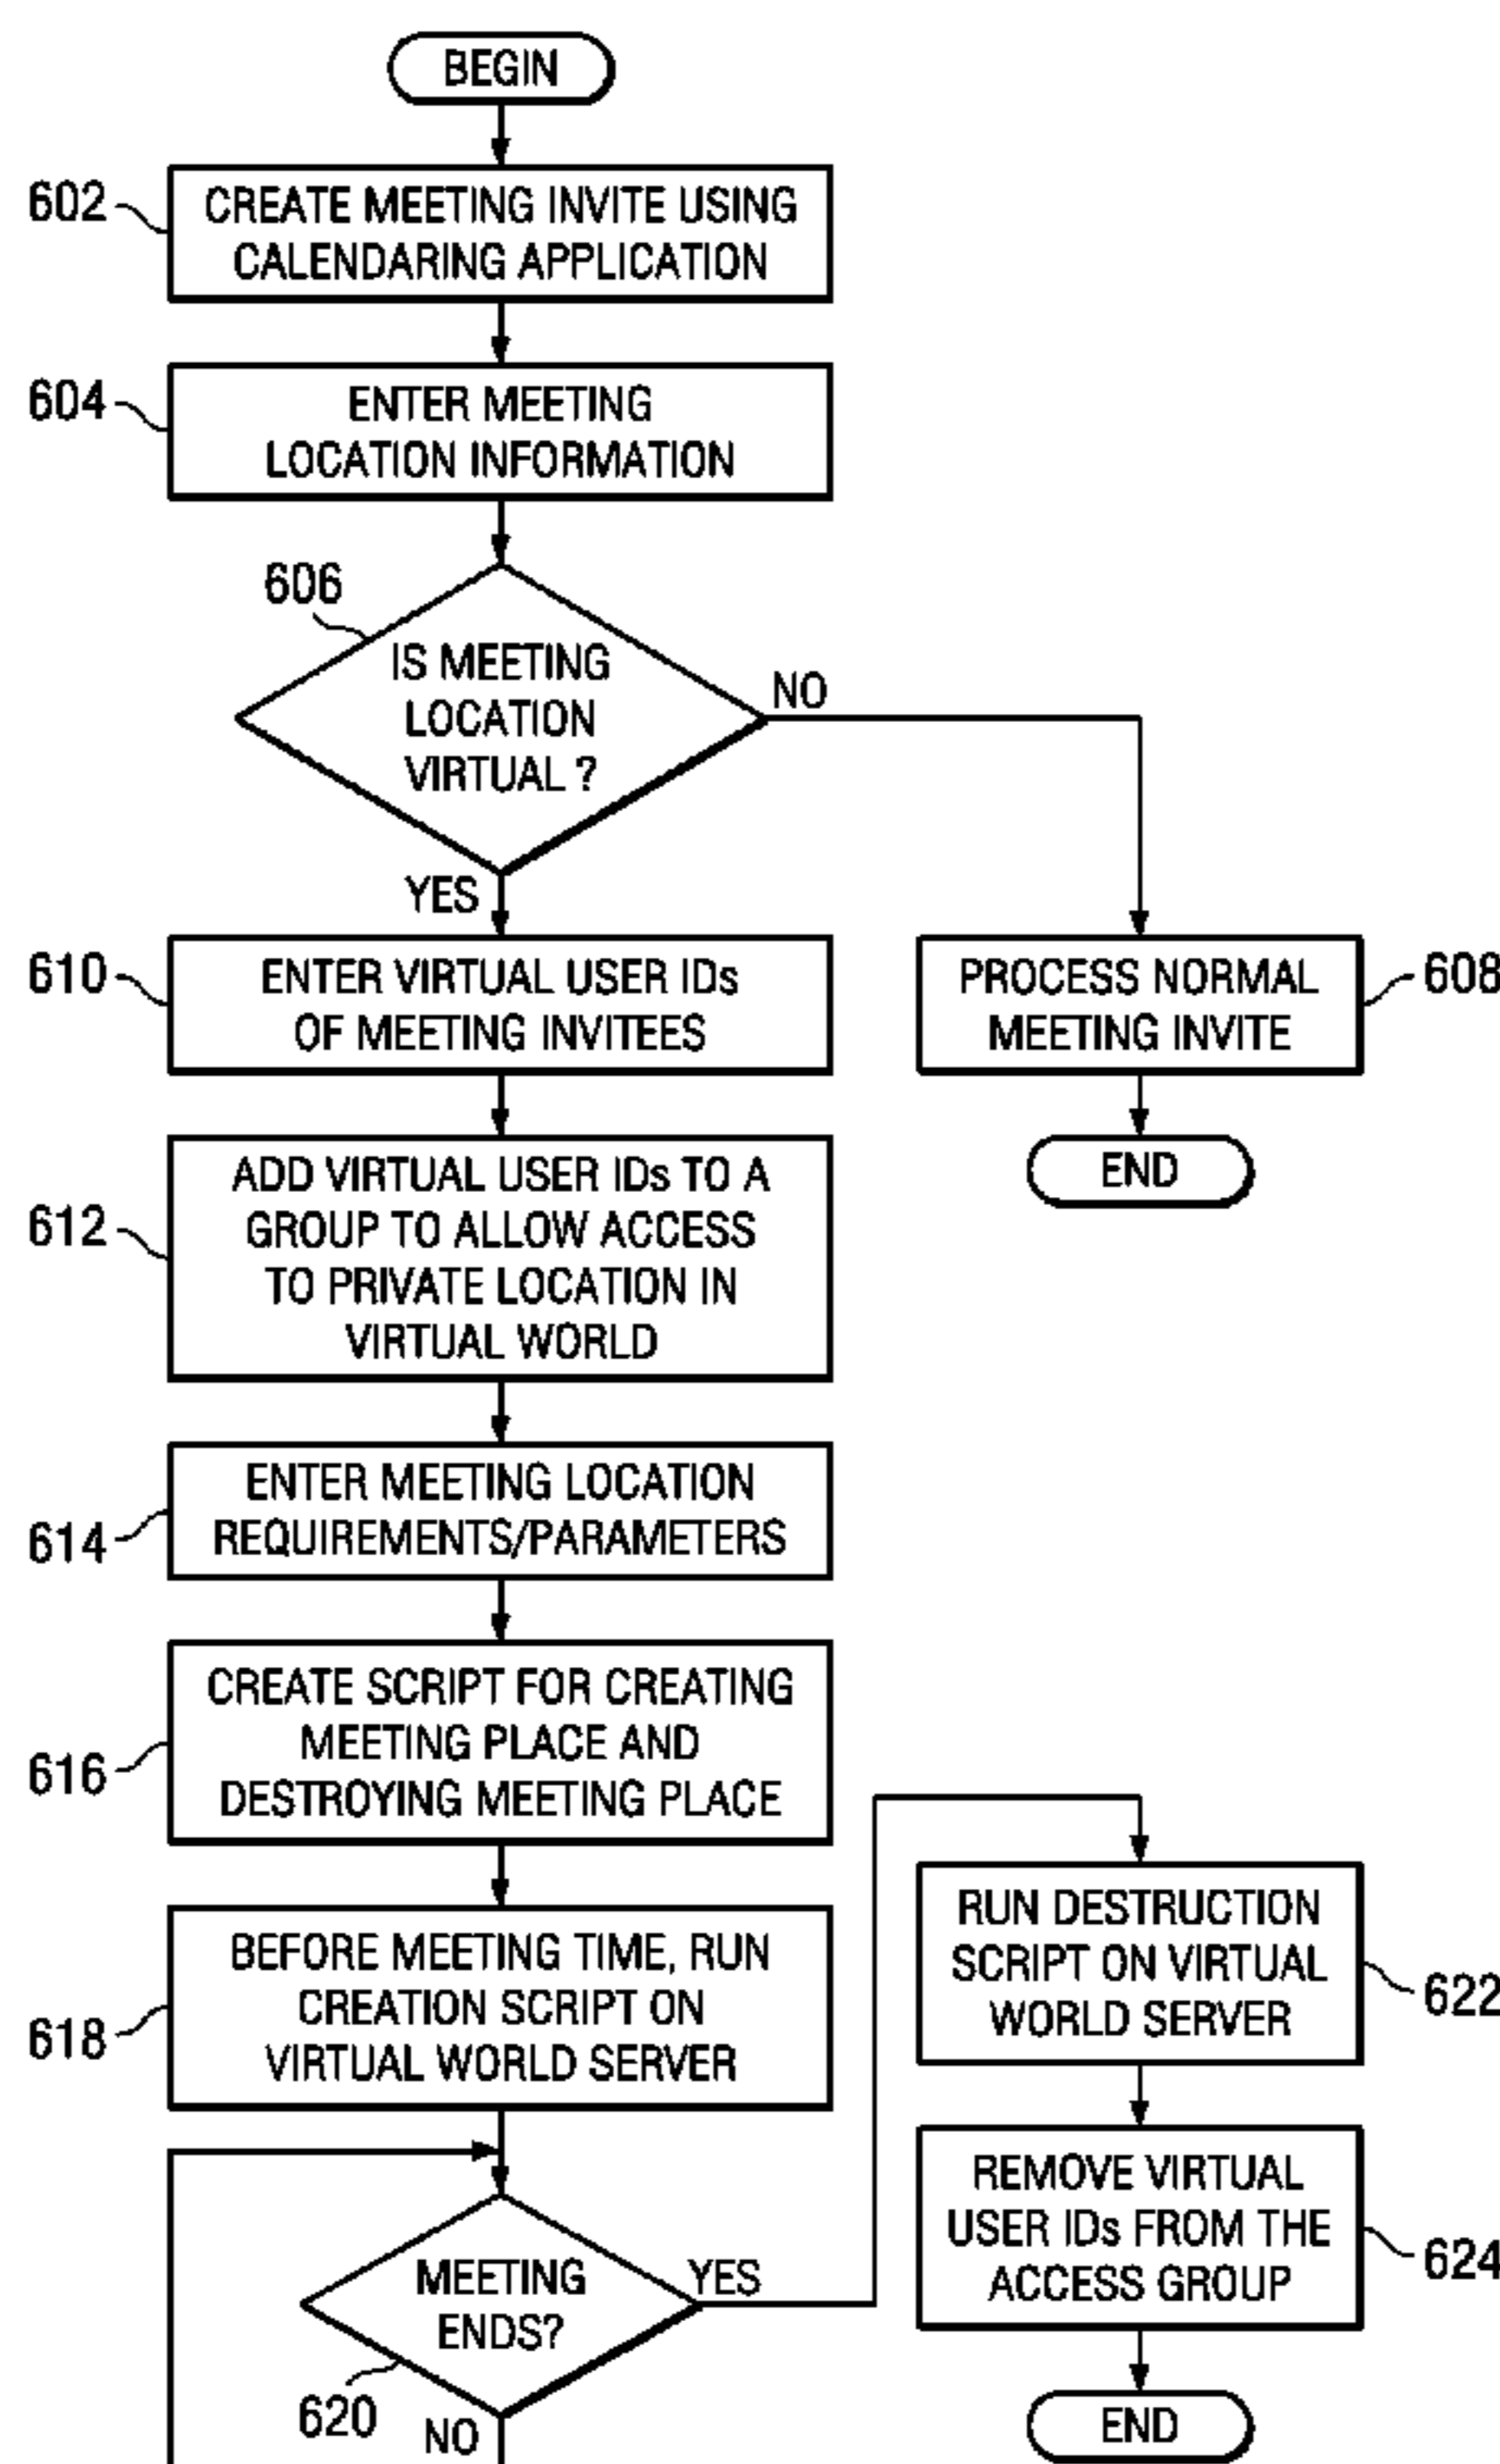 BEGIN
602
CREATE MEETING INVITE USING
CALENDARING APPLICATION
604
ENTER MEETING
LOCATION INFORMATION
606
IS MEETING
LOCATION
VIRTUAL ?
NO
YES
610
ENTER VIRTUAL USER IDs
OF MEETING INVITEES
PROCESS NORMAL
MEETING INVITE
608
END
612
ADD VIRTUAL USER IDs TO A
GROUP TO ALLOW ACCESS
TO PRIVATE LOCATION IN
VIRTUAL WORLD
614
ENTER MEETING LOCATION
REQUIREMENTS/PARAMETERS
616
CREATE SCRIPT FOR CREATING
MEETING PLACE AND
DESTROYING MEETING PLACE
618
BEFORE MEETING TIME, RUN
CREATION SCRIPT ON
VIRTUAL WORLD SERVER
MEETING
ENDS?
620
YES
NO
RUN DESTRUCTION
SCRIPT ON VIRTUAL
WORLD SERVER
622
REMOVE VIRTUAL
USER IDs FROM THE
ACCESS GROUP
624
END